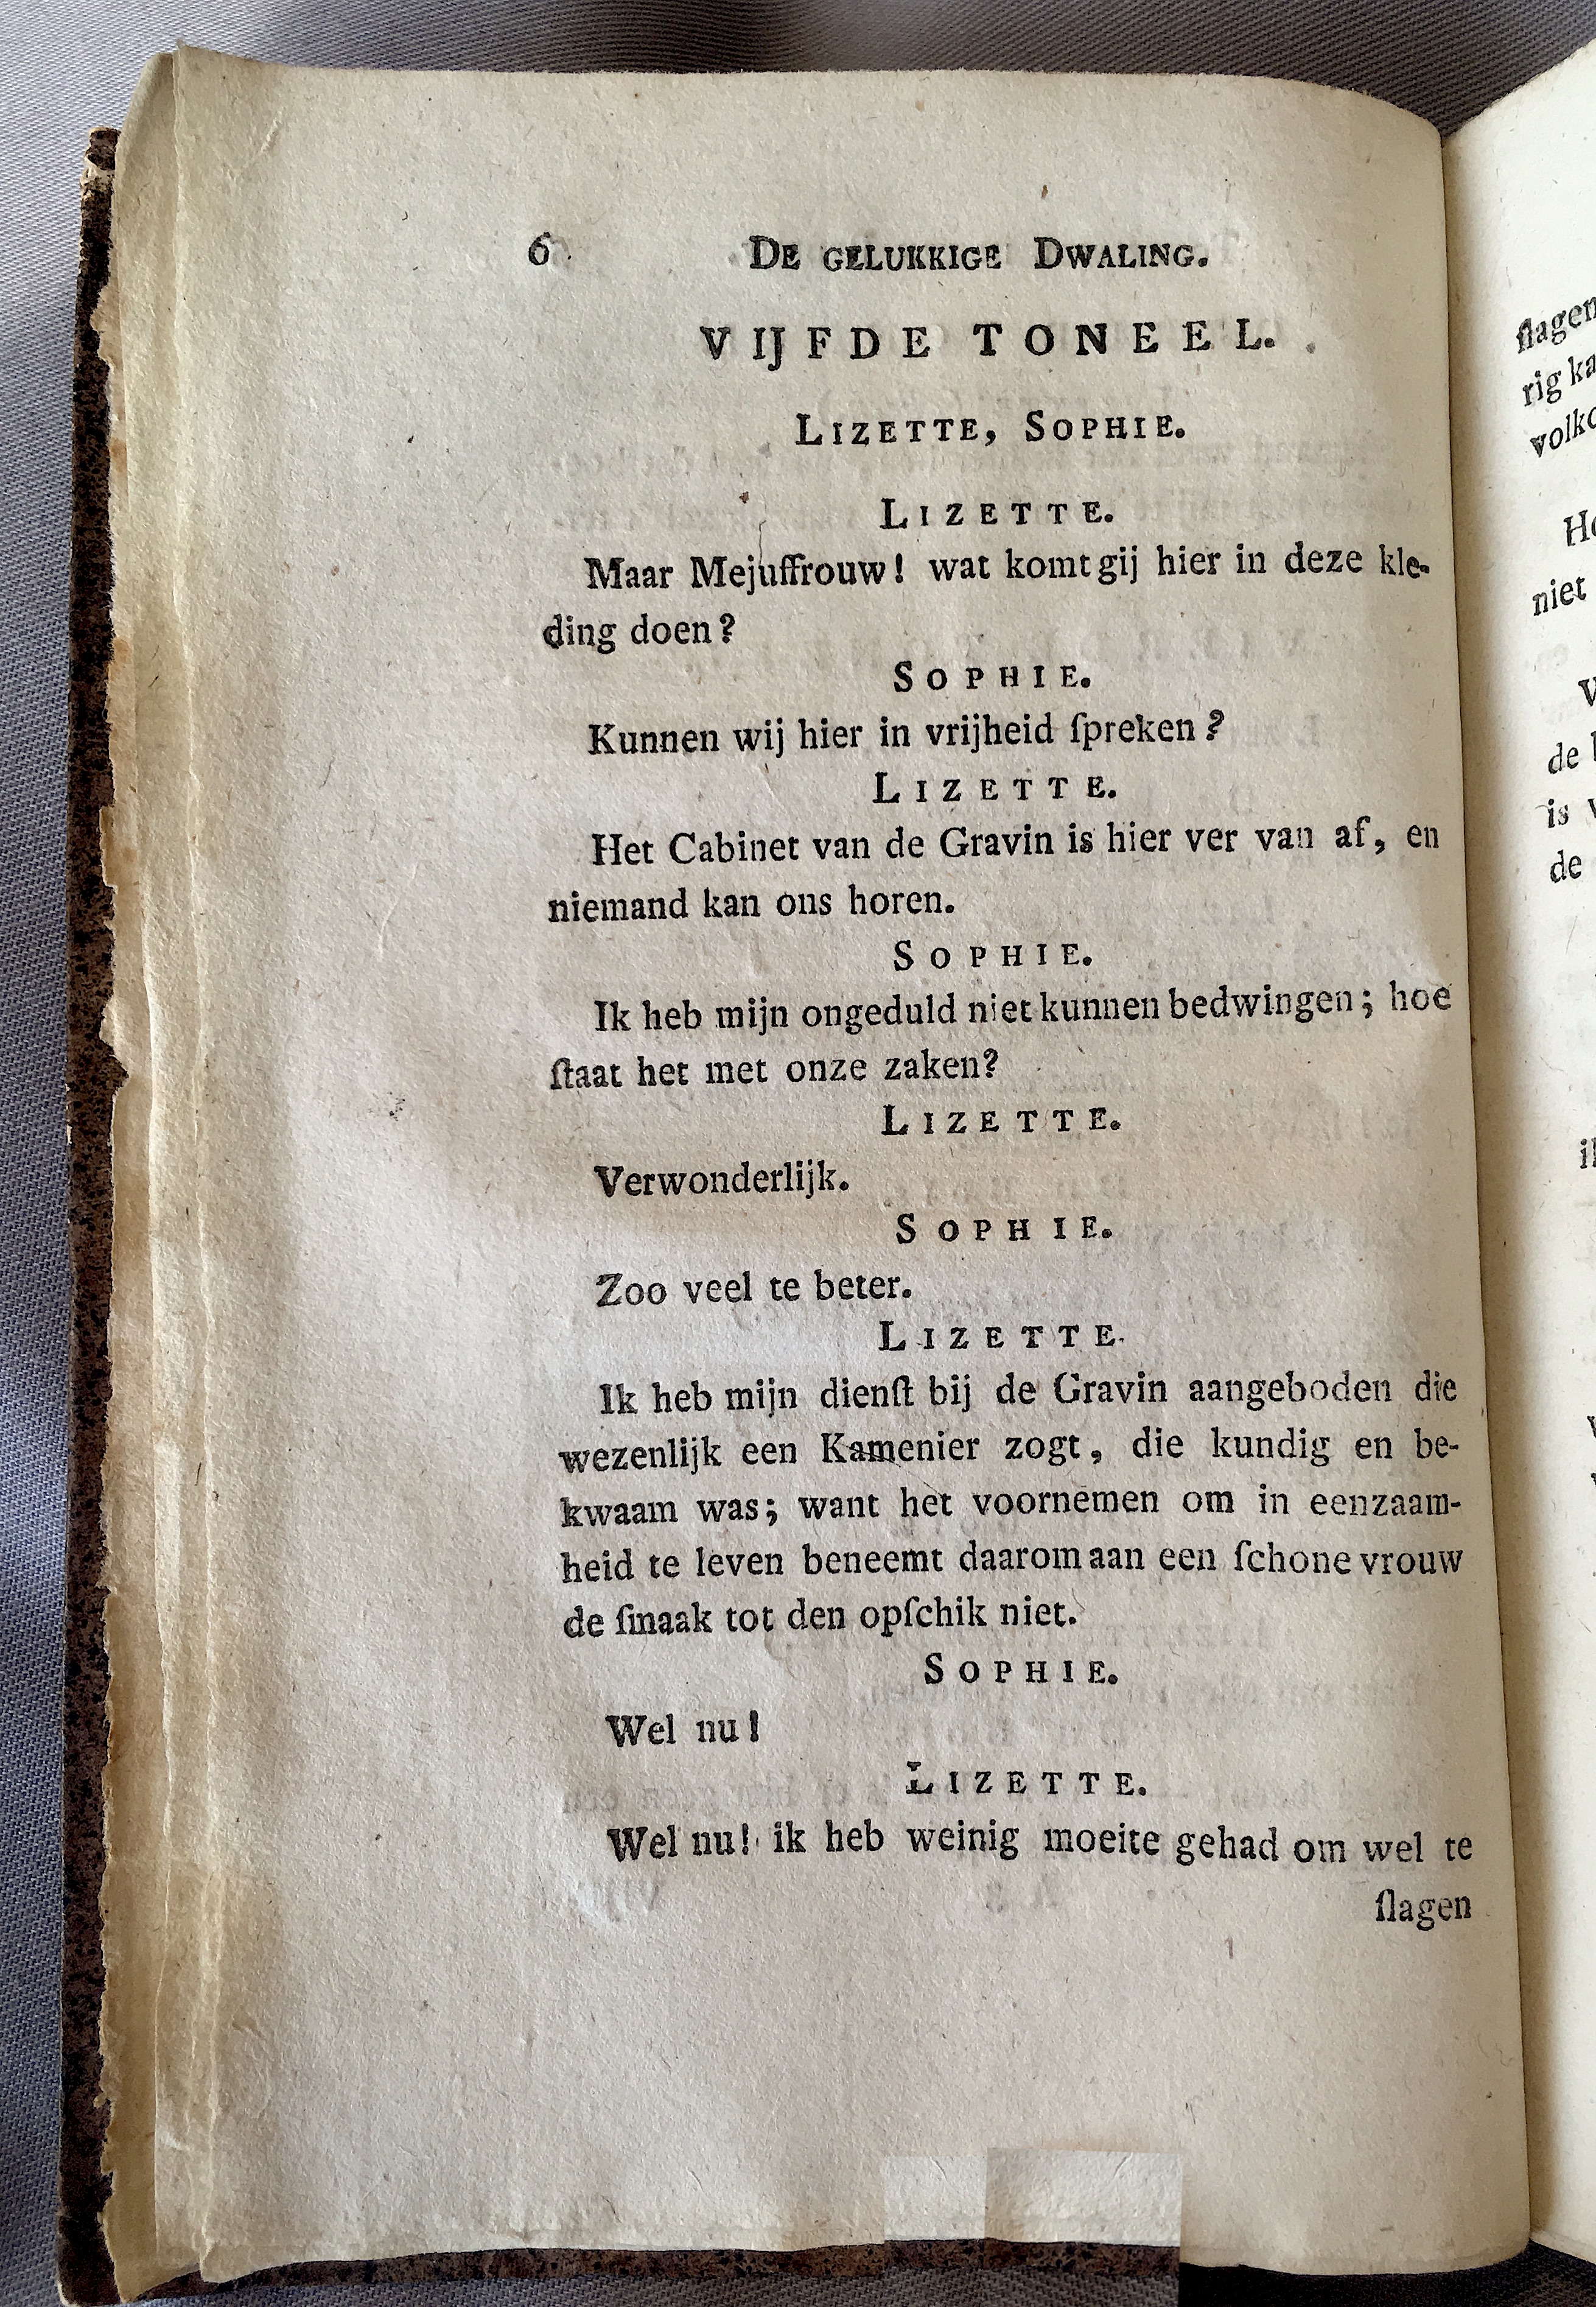 6 DE GELUKKIGE DWALING.
VIJFDE TONEEL.
LIZETTE, SOPHIE.
LIZETTE.
Maar Mejuffrouw! wat komt gij hier in deze kle-
ding doen?
SOPHIE.
Kunnen wij hier in vrijheid ſpreken?
LIZETTE.
Het Cabinet van de Gravin is hier ver van af, en
niemand kan ons horen.
SOPHIE.
Ik heb mijn ongeduld niet kunnen bedwingen; hoe
ſtaat het met onze zaken?
LIZETTE.
Verwonderlijk.
SOPHIE.
Zoo veel te beter.
LIZETTE.
Ik heb mijn dienſt bij de Gravin aangeboden die
wezenlijk een Kamenier zogt, die kundig en be-
kwaam was; want het voornemen om in eenzaam-
heid te leven beneemt daarom aan een ſchone vrouw
de ſmaak tot den opſchik niet.
SOPHIE.
Wel nu!
LIZETTE.
Wel nu! ik heb weinig moeite gehad om wel te
ſlagen
ſlagen
rig
niet
de
is
de